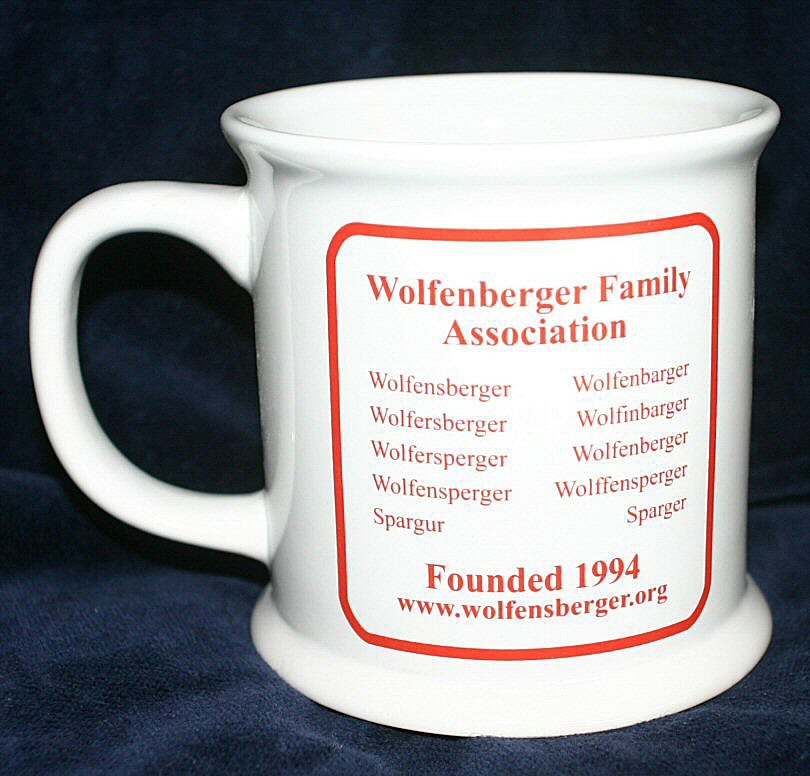 Wolfenberger Family
Association
Wolfensberger Wolfenbarger
Wolfersberger Wolfinbarger
Wolfersperger Wolfenberger
Wolfensperger Wolffensperger
Spargur Sparger
Founded 1994
www.wolfensberger.org